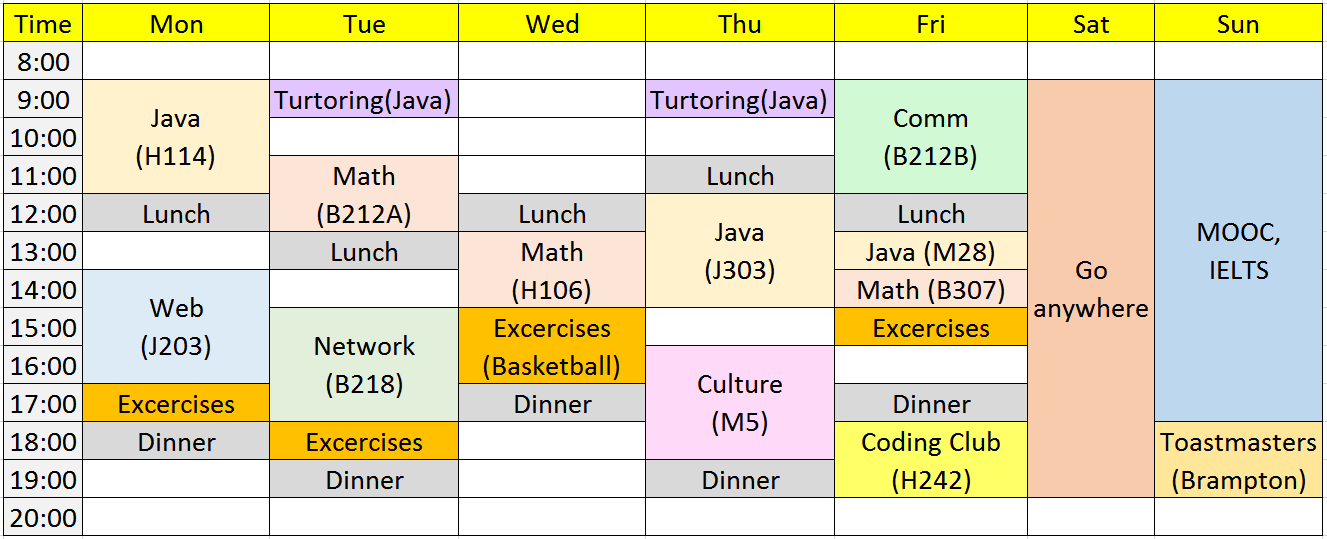 Time Mon Tue Wed Thu Fri Sat Sun
8:00
9:00 Turtoring(Java) Turtoring(Java)
Java Comm
10:00
(H114) (B212B)
11:00 Math Lunch
12:00 Lunch (B212A) Lunch Lunch
Java MOOC,
13:00 Lunch Math Java (M28)
(J303) Go IELTS
14:00 (H106) Math (B307)
Web anywhere
15:00 Excercises Excercises
(J203) Network
16:00 (Basketball)
(B218) Culture
17:00 Excercises Dinner Dinner
(M5)
18:00 Dinner Excercises Coding Club Toastmasters
19:00 Dinner Dinner (H242) (Brampton)
20:00